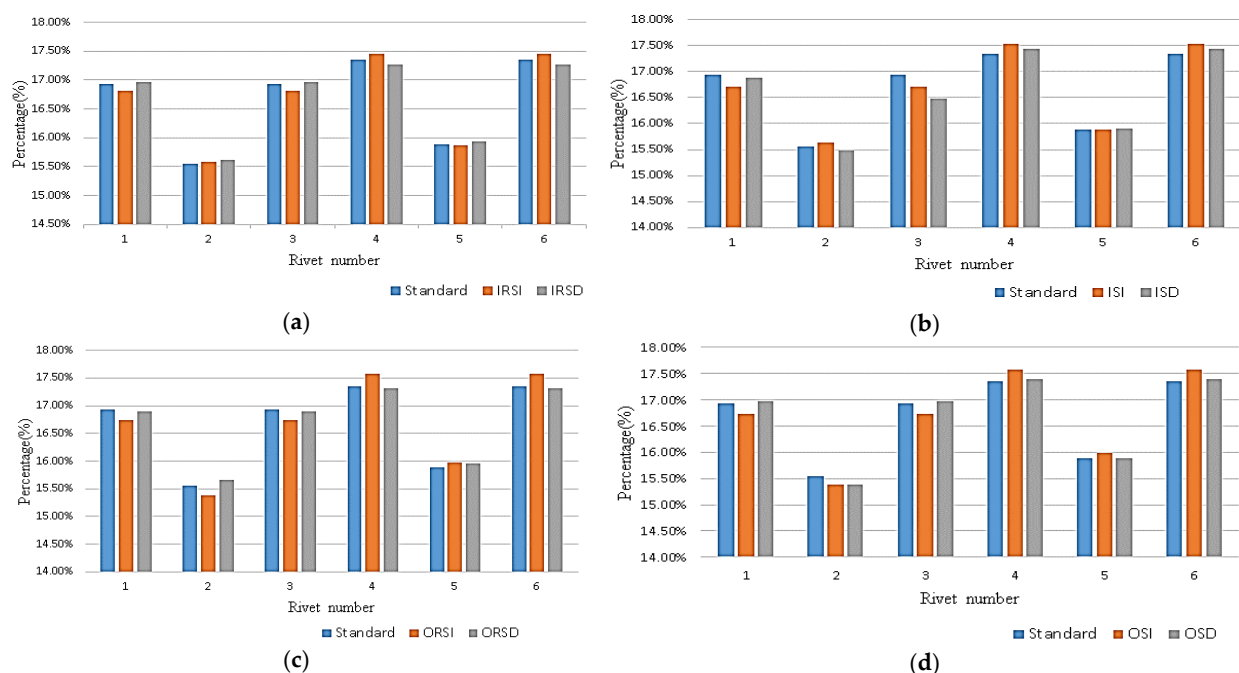 18.00%
17.50%
17.00%
16.50%
16.00%
15.50%
15.00%
14.50%
Percentage(%)
1 2 3 4 5 6
Rivet number
Standard IRSI IRSD
(a)
18.00%
17.50%
17.00%
16.50%
16.00%
15.50%
15.00%
14.50%
14.00%
Percentage(%)
1 2 3 4 5 6
Rivet number
Standard ISI ISD
(b)
18.00%
17.50%
17.00%
16.50%
16.00%
15.50%
15.00%
14.50%
14.00%
Percentage(%)
1 2 3 4 5 6
Rivet number
Standard ORSI ORSD
(c)
18.00%
17.50%
17.00%
16.50%
16.00%
15.50%
15.00%
14.50%
14.00%
Percentage(%)
1 2 3 4 5 6
Rivet number
Standard OSI OSD
(d)